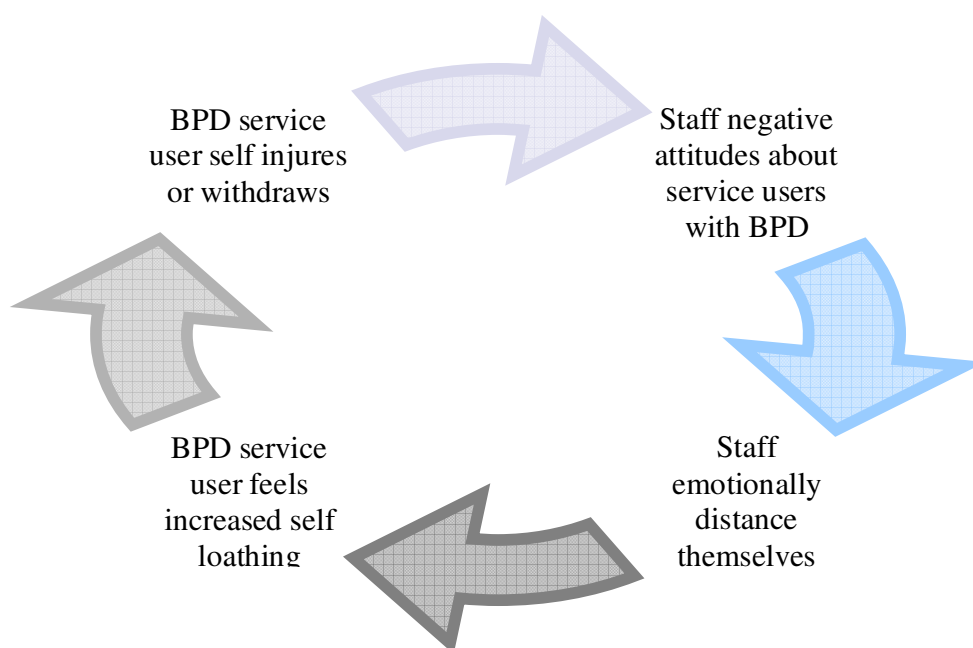 BPD service
user self injures
or withdraws
Staff negative
attitudes about
service users
with BPD
Staff
emotionally
distance
themselves
BPD service
user feels
increased self
loathing